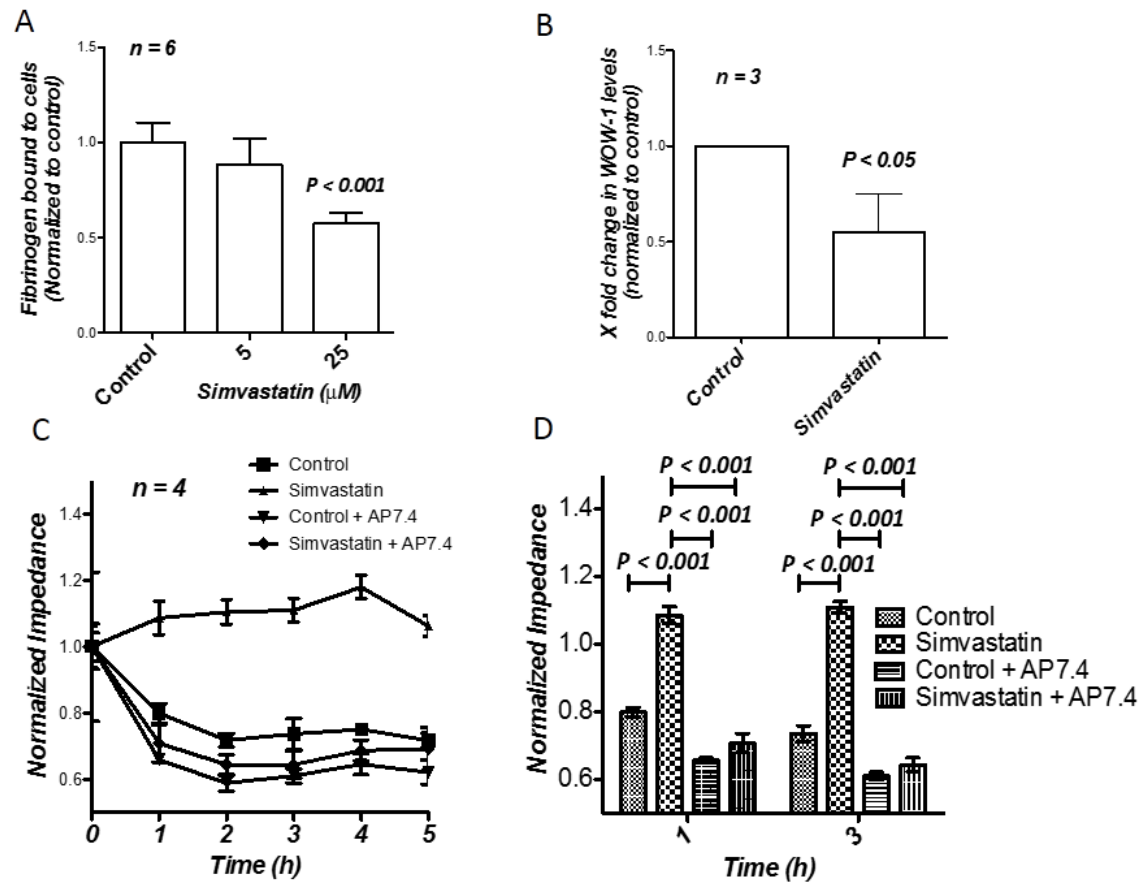 A
n = 6
Fibrinogen bound to cells
(Normalized to control)
1.5
1.0
0.5
0.0
P < 0.001
Control
5
25
Simvastatin (μM)
B
n = 3
X fold change in WOW-1 levels
(normalized to control)
1.5
1.0
0.5
0.0
P < 0.05
Control
Simvastatin
C
n = 4
Control
Simvastatin
Control + AP7.4
Simvastatin + AP7.4
Normalized Impedance
1.4
1.2
1.0
0.8
0.6
0
1
2
3
4
5
Time (h)
D
P < 0.001
P < 0.001
P < 0.001
P < 0.001
P < 0.001
P < 0.001
Normalized Impedance
1.4
1.2
1.0
0.8
0.6
Control
Simvastatin
Control + AP7.4
Simvastatin + AP7.4
1
3
Time (h)